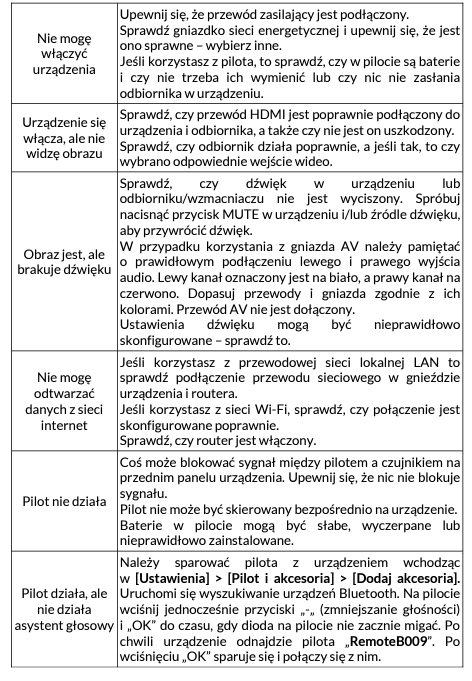 Nie mogę
włączyć
urządzenia
Upewnij się, że przewód zasilający jest podłączony.
Sprawdź gniazdko sieci energetycznej i upewnij się, że jest
ono sprawne – wybierz inne.
Jeśli korzystasz z pilota, to sprawdź, czy w pilocie są baterie
i czy nie trzeba ich wymienić lub czy nic nie zasłania
odbiornika w urządzeniu.
Urządzenie się
włącza, ale nie
widzę obrazu
Sprawdź, czy przewód HDMI jest poprawnie podłączony do
urządzenia i odbiornika, a także czy nie jest on uszkodzony.
Sprawdź, czy odbiornik działa poprawnie, a jeśli tak, to czy
wybrano odpowiednie wejście wideo.
Obraz jest, ale
brakuje dźwięku
Sprawdź, czy dźwięk w urządzeniu lub
odbiorniku/wzmacniaczu nie jest wyciszony. Spróbuj
nacisnąć przycisk MUTE w urządzeniu i/lub źródle dźwięku,
aby przywrócić dźwięk.
W przypadku korzystania z gniazda AV należy pamiętać
o prawidłowym podłączeniu lewego i prawego wyjścia
audio. Lewy kanał oznaczony jest na biało, a prawy kanał na
czerwono. Dopasuj przewody i gniazda zgodnie z ich
kolorami. Przewód AV nie jest dołączony.
Ustawienia dźwięku mogą być nieprawidłowo
skonfigurowane – sprawdź to.
Nie mogę
odtwarzać
danych z sieci
internet
Jeśli korzystasz z przewodowej sieci lokalnej LAN to
sprawdź podłączenie przewodu sieciowego w gnieździe
urządzenia i routera.
Jeśli korzystasz z sieci Wi-Fi, sprawdź, czy połączenie jest
skonfigurowane poprawnie.
Sprawdź, czy router jest włączony.
Pilot nie działa
Coś może blokować sygnał między pilotem a czujnikiem na
przednim panelu urządzenia. Upewnij się, że nic nie blokuje
sygnału.
Pilot nie może być skierowany bezpośrednio na urządzenie.
Baterie w pilocie mogą być słabe, wyczerpane lub
nieprawidłowo zainstalowane.
Pilot działa, ale
nie działa
asystent głosowy
Należy sparować pilota z urządzeniem wchodząc
w [Ustawienia] > [Pilot i akcesoria] > [Dodaj akcesoria].
Uruchomi się wyszukiwanie urządzeń Bluetooth. Na pilocie
wciśnij jednocześnie przyciski „-„ (zmniejszanie głośności)
i „OK” do czasu, gdy dioda na pilocie nie zacznie migać. Po
chwili urządzenie odnajdzie pilota „RemoteB009”. Po
wciśnięciu „OK” sparuje się i połączy się z nim.